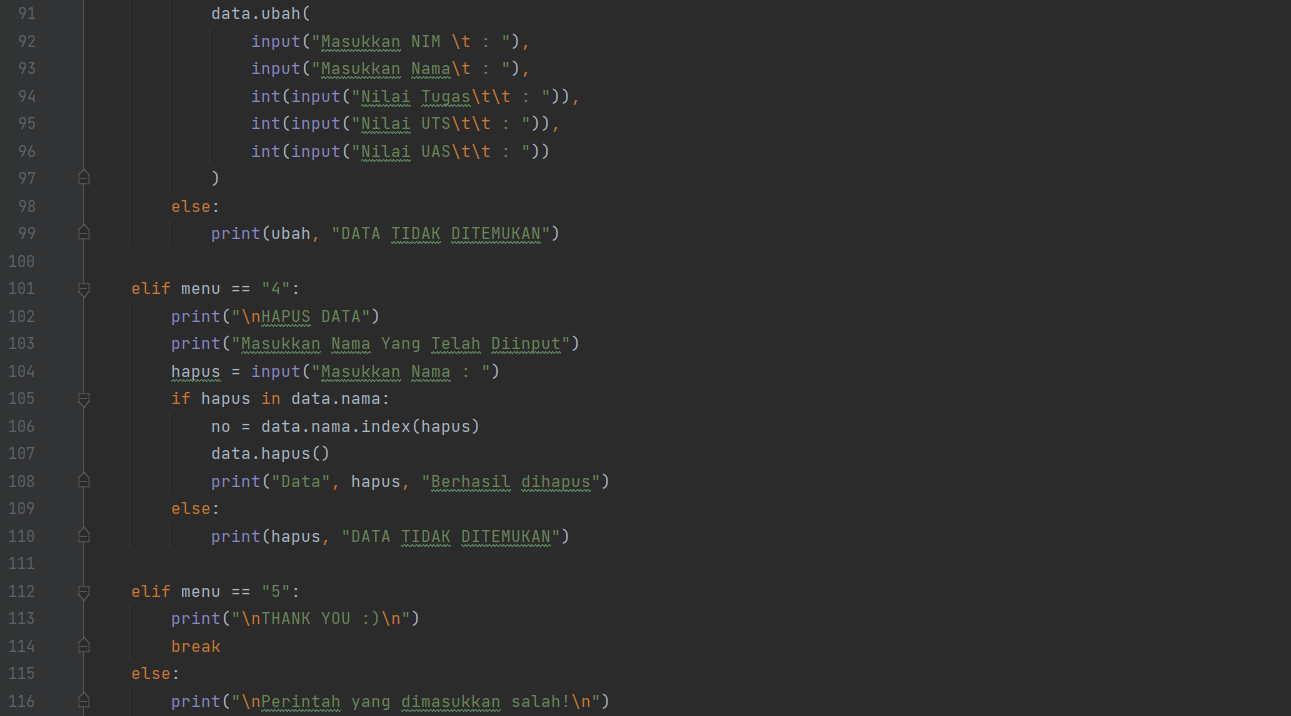 91 data.ubah(
92 input("Masukkan NIM \t : "),
93 input("Masukkan Nama\t : "),
94 int(input("Nilai Tugas\t\t : ")),
95 int(input("Nilai UTS\t\t : ")),
96 int(input("Nilai UAS\t\t : "))
97 )
98 else:
99 print(ubah, "DATA TIDAK DITEMUKAN")
100
101 elif menu == "4":
102 print("\nHAPUS DATA")
103 print("Masukkan Nama Yang Telah Diinput")
104 hapus = input("Masukkan Nama : ")
105 if hapus in data.nama:
106 no = data.nama.index(hapus)
107 data.hapus()
108 print("Data", hapus, "Berhasil dihapus")
109 else:
110 print(hapus, "DATA TIDAK DITEMUKAN")
111
112 elif menu == "5":
113 print("\nTHANK YOU :)\n")
114 break
115 else:
116 print("\nPerintah yang dimasukkan salah!\n")